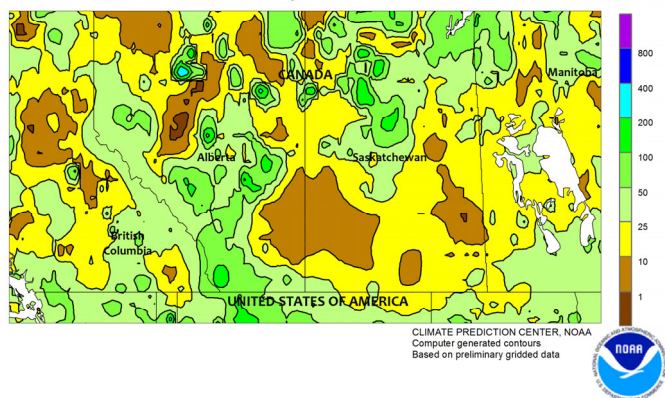 CANADA
Manitoba
Alberta
Saskatchewan
British
Columbia
UNITED STATES OF AMERICA
800
400
200
100
50
25
10
1
CLIMATE PREDICTION CENTER, NOAA
Computer generated contours
Based on preliminary gridded data
NOAA